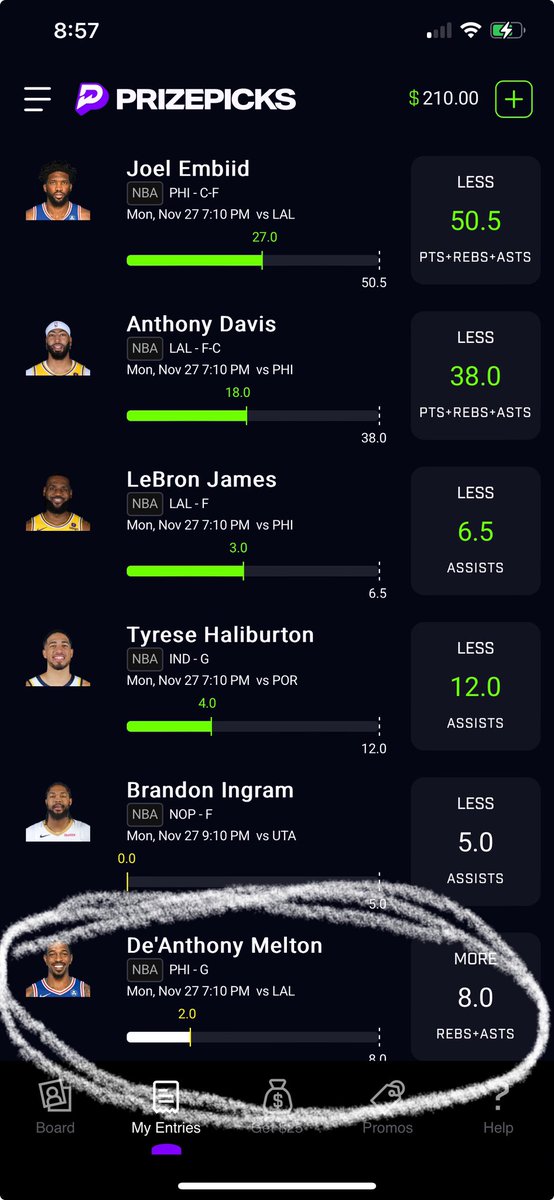 8:57
PRIZEPICKS
$ 210.00
Joel Embiid
NBA PHI - C-F
Mon, Nov 27 7:10 PM vs LAL
27.0
50.5
LESS
50.5
PTS+REBS+ASTS
Anthony Davis
NBA LAL - F-C
Mon, Nov 27 7:10 PM vs PHI
18.0
38.0
LESS
38.0
PTS+REBS+ASTS
LeBron James
NBA LAL - F
Mon, Nov 27 7:10 PM vs PHI
3.0
6.5
LESS
6.5
ASSISTS
Tyrese Haliburton
NBA IND - G
Mon, Nov 27 7:10 PM vs POR
4.0
12.0
LESS
12.0
ASSISTS
Brandon Ingram
NBA NOP - F
Mon, Nov 27 9:10 PM vs UTA
0.0
5.0
LESS
5.0
ASSISTS
De'Anthony Melton
NBA PHI - G
Mon, Nov 27 7:10 PM vs LAL
2.0
8.0
MORE
8.0
REBS+ASTS
Board
My Entries
Get $25
Promos
Help